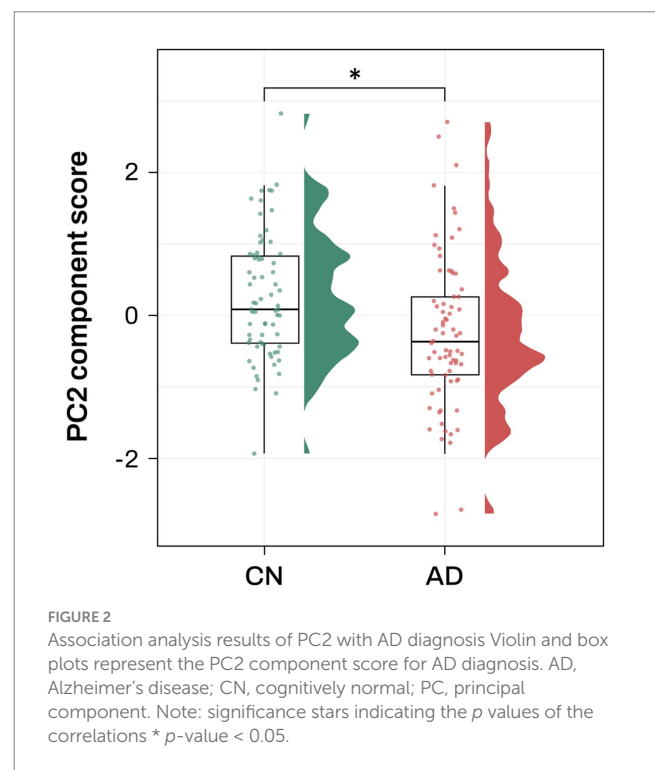 *
PC2 component score
2
0
-2
CN
AD
FIGURE 2
Association analysis results of PC2 with AD diagnosis Violin and box
plots represent the PC2 component score for AD diagnosis. AD,
Alzheimer's disease; CN, cognitively normal; PC, principal
component. Note: significance stars indicating the p values of the
correlations * p-value < 0.05.